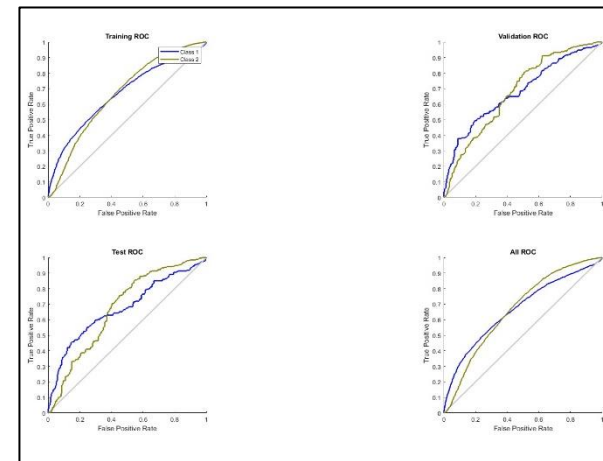 Training ROC
Class 1
Class 2
True Positive Rate
1
0.9
0.8
0.7
0.6
0.5
0.4
0.3
0.2
0.1
0
0 0.2 0.4 0.6 0.8 1
False Positive Rate
Validation ROC
True Positive Rate
1
0.9
0.8
0.7
0.6
0.5
0.4
0.3
0.2
0.1
0
0 0.2 0.4 0.6 0.8 1
False Positive Rate
Test ROC
True Positive Rate
1
0.9
0.8
0.7
0.6
0.5
0.4
0.3
0.2
0.1
0
0 0.2 0.4 0.6 0.8 1
False Positive Rate
All ROC
True Positive Rate
1
0.9
0.8
0.7
0.6
0.5
0.4
0.3
0.2
0.1
0
0 0.2 0.4 0.6 0.8 1
False Positive Rate